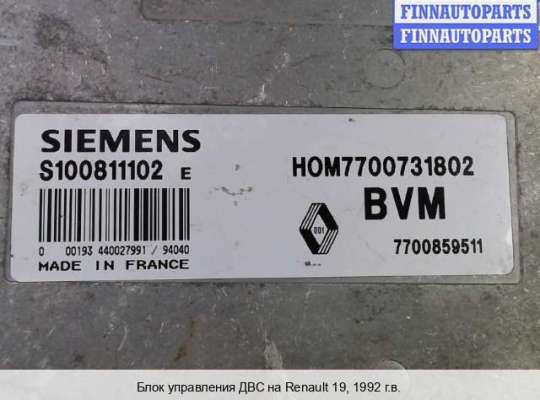 FINNAUTOPARTS
FINNAUTOPARTS
SIEMENS
S100811102 E
HOM7700731802
BVM
001
7700859511
0 00193 440027991 / 94040
MADE IN FRANCE
Блок управления ДВС на Renault 19, 1992 г.в.